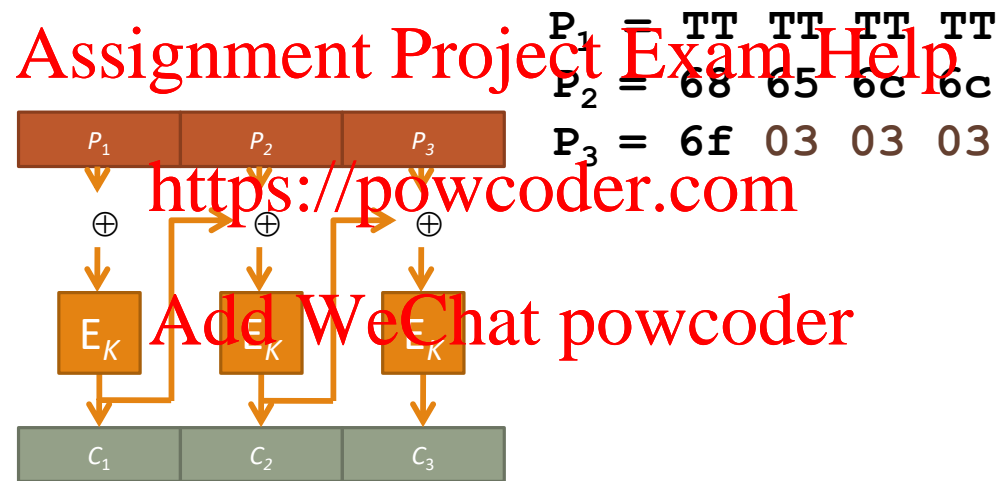 P1 = TT TT TT TT
Assignment Project Exam Help
P2 = 68 65 6c 6c
P1 P2 P3
P3 = 6f 03 03 03
https://powcoder.com
⊕ ⊕ ⊕
EK EK EK
Add WeChat powcoder
C1 C2 C3